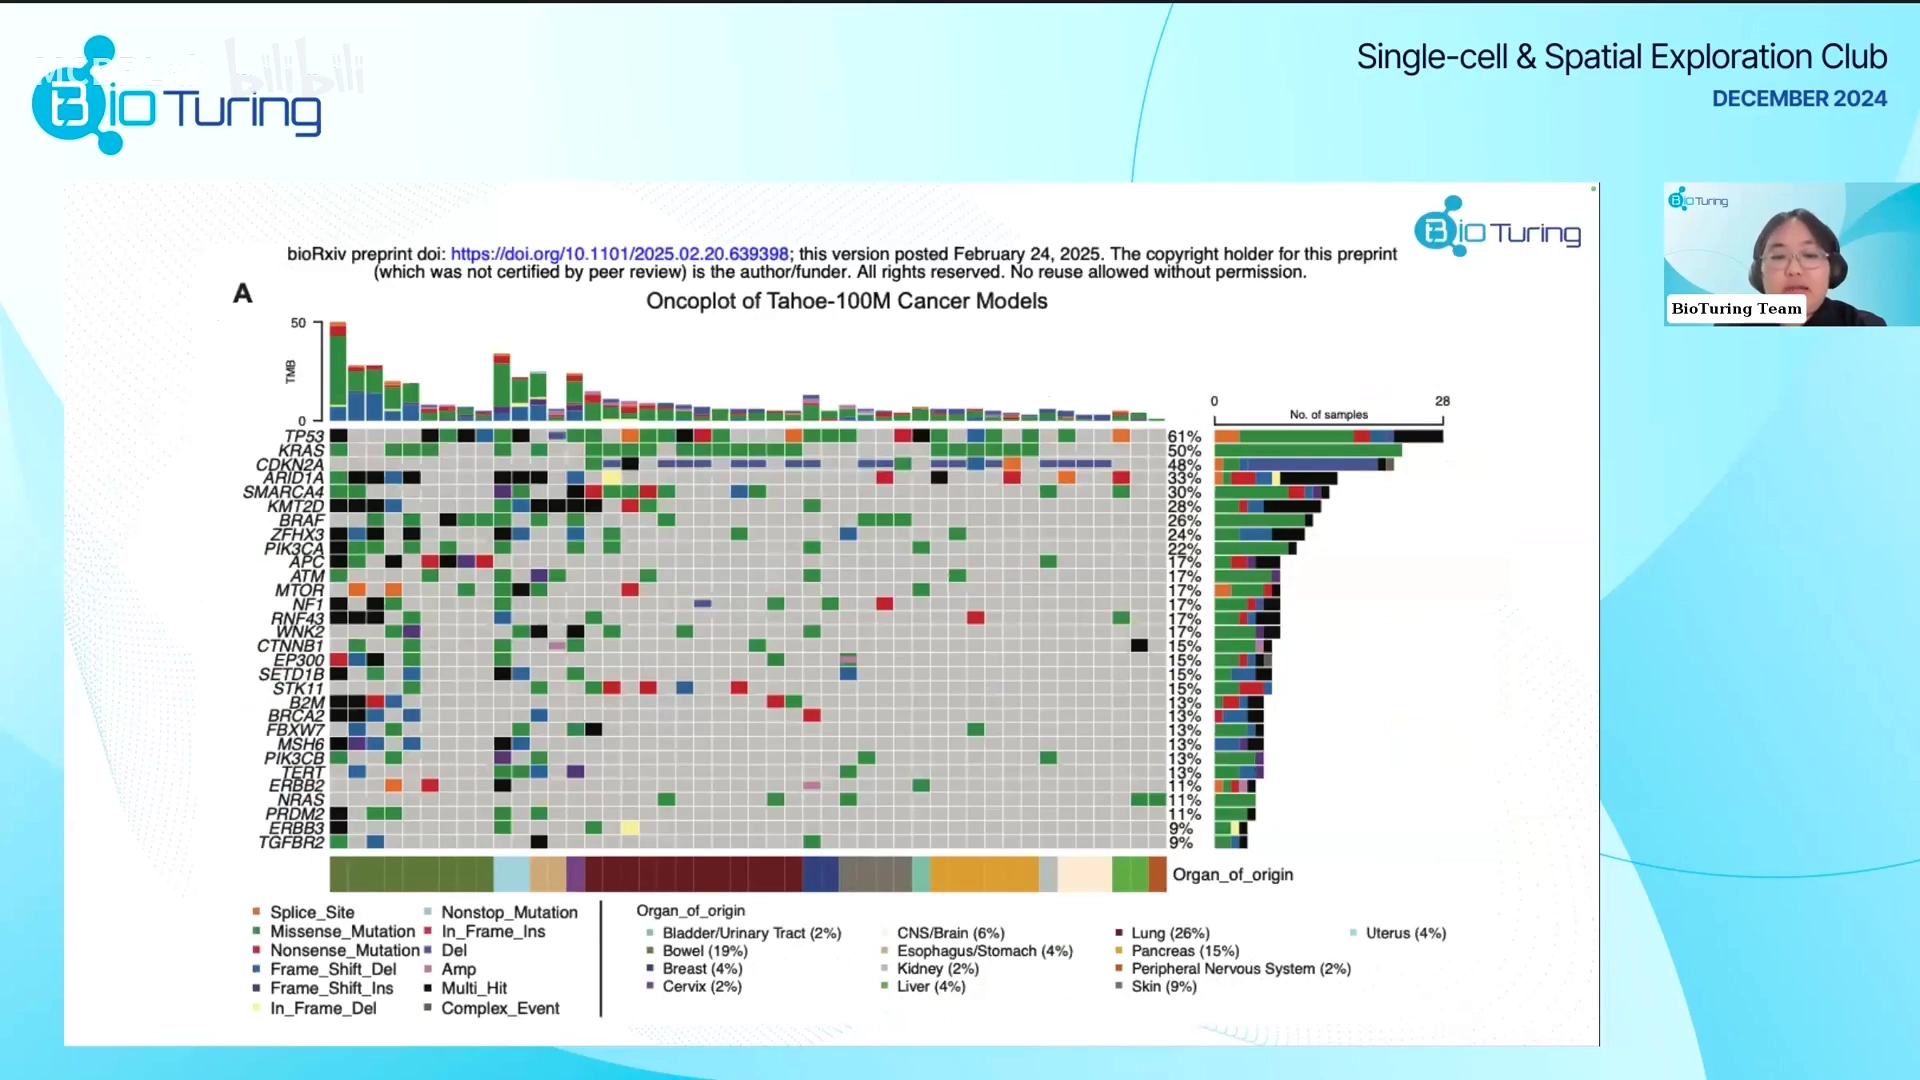 bilibili
BioTuring
Single-cell & Spatial Exploration Club
DECEMBER 2024
BioTuring
BioTuring
BioTuring Team
bioRxiv preprint doi: https://doi.org/10.1101/2025.02.20.639398; this version posted February 24, 2025. The copyright holder for this preprint
(which was not certified by peer review) is the author/funder. All rights reserved. No reuse allowed without permission.
A
Oncoplot of Tahoe-100M Cancer Models
50
TMB
0
0
28
No. of samples
TP53 61%
KRAS 50%
CDKN2A 48%
ARID1A 33%
SMARCA4 30%
KMT2D 28%
BRAF 26%
ZFHX3 24%
PIK3CA 22%
APC 17%
ATM 17%
MTOR 17%
NF1 17%
RNF43 17%
WNK2 17%
CTNNB1 15%
EP300 15%
SETD1B 15%
STK11 15%
B2M 13%
BRCA2 13%
FBXW7 13%
MSH6 13%
PIK3CB 13%
TERT 13%
ERBB2 11%
NRAS 11%
PRDM2 11%
ERBB3 9%
TGFBR2 9%
Organ_of_origin
Splice_Site
Missense_Mutation
Nonsense_Mutation
Frame_Shift_Del
Frame_Shift_Ins
In_Frame_Del
Nonstop_Mutation
In_Frame_Ins
Del
Amp
Multi_Hit
Complex_Event
Organ_of_origin
Bladder/Urinary Tract (2%)
Bowel (19%)
Breast (4%)
Cervix (2%)
CNS/Brain (6%)
Esophagus/Stomach (4%)
Kidney (2%)
Liver (4%)
Lung (26%)
Pancreas (15%)
Peripheral Nervous System (2%)
Skin (9%)
Uterus (4%)